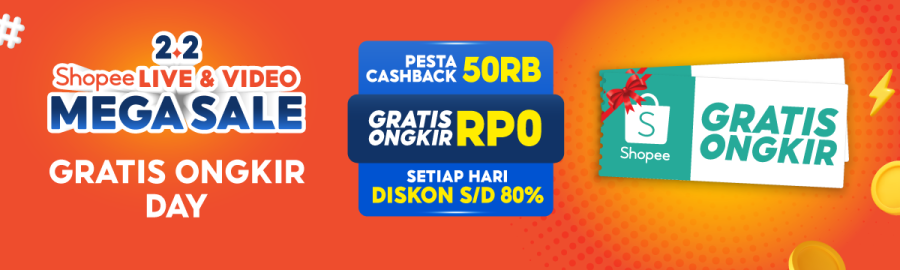 #
2.2
Shopee LIVE & VIDEO
MEGA SALE
GRATIS ONGKIR
DAY
PESTA
CASHBACK 50RB
GRATIS
ONGKIR RP0
SETIAP HARI
DISKON S/D 80%
S
Shopee
GRATIS
ONGKIR